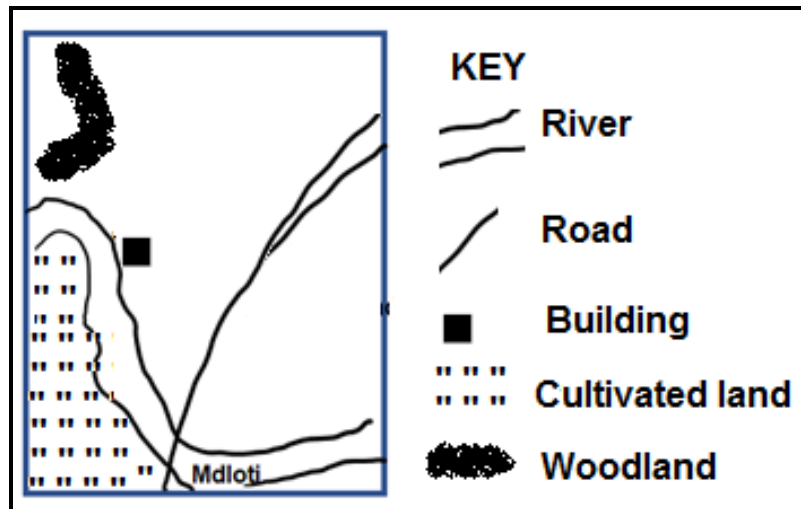 KEY
River
Road
Building
Cultivated land
Woodland
Mdloti